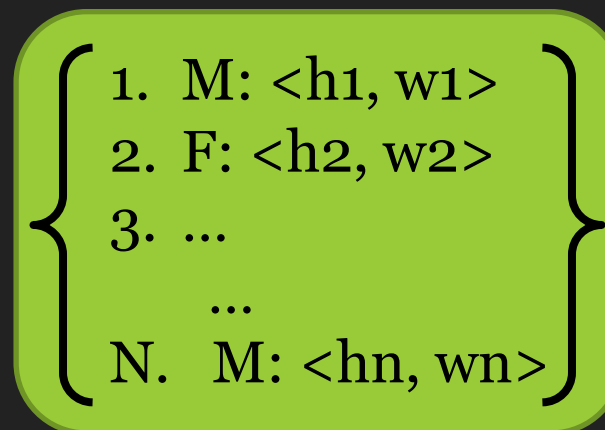 1. M: <h1, w1>
2. F: <h2, w2>
3. ...
...
N. M: <hn, wn>